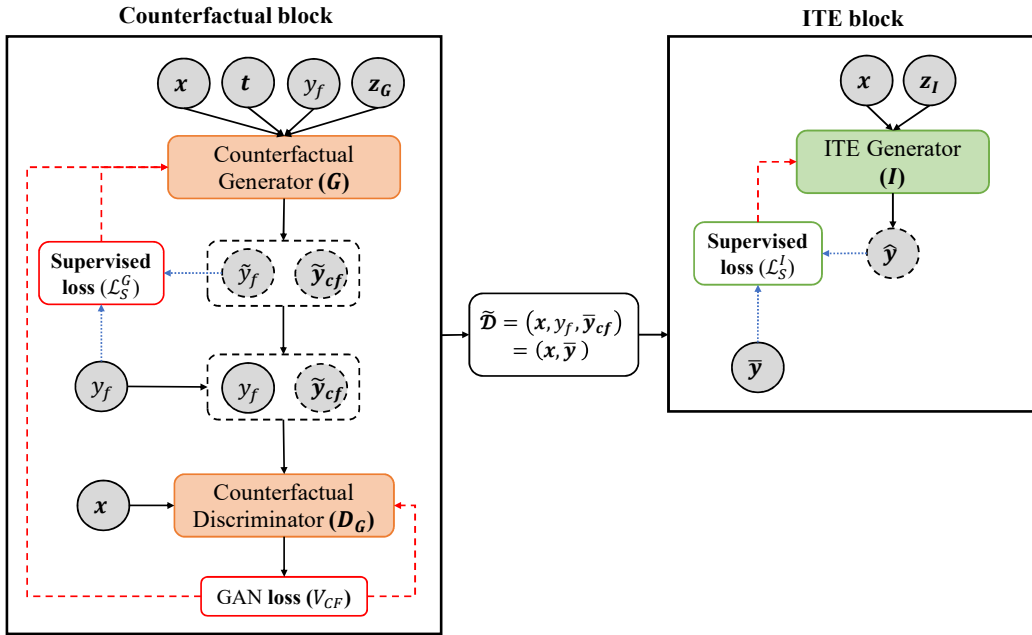 Counterfactual block
x t y_f z_G
Counterfactual
Generator (G)
Supervised
loss (ℒ_S^G)
ỹ_f ỹ_cf
y_f
y_f ỹ_cf
x
Counterfactual
Discriminator (D_G)
GAN loss (V_CF)
𝒟̃ = (x, y_f, ȳ_cf)
= (x, ȳ )
ITE block
x z_I
ITE Generator
(I)
Supervised
loss (ℒ_S^I)
ŷ
ȳ